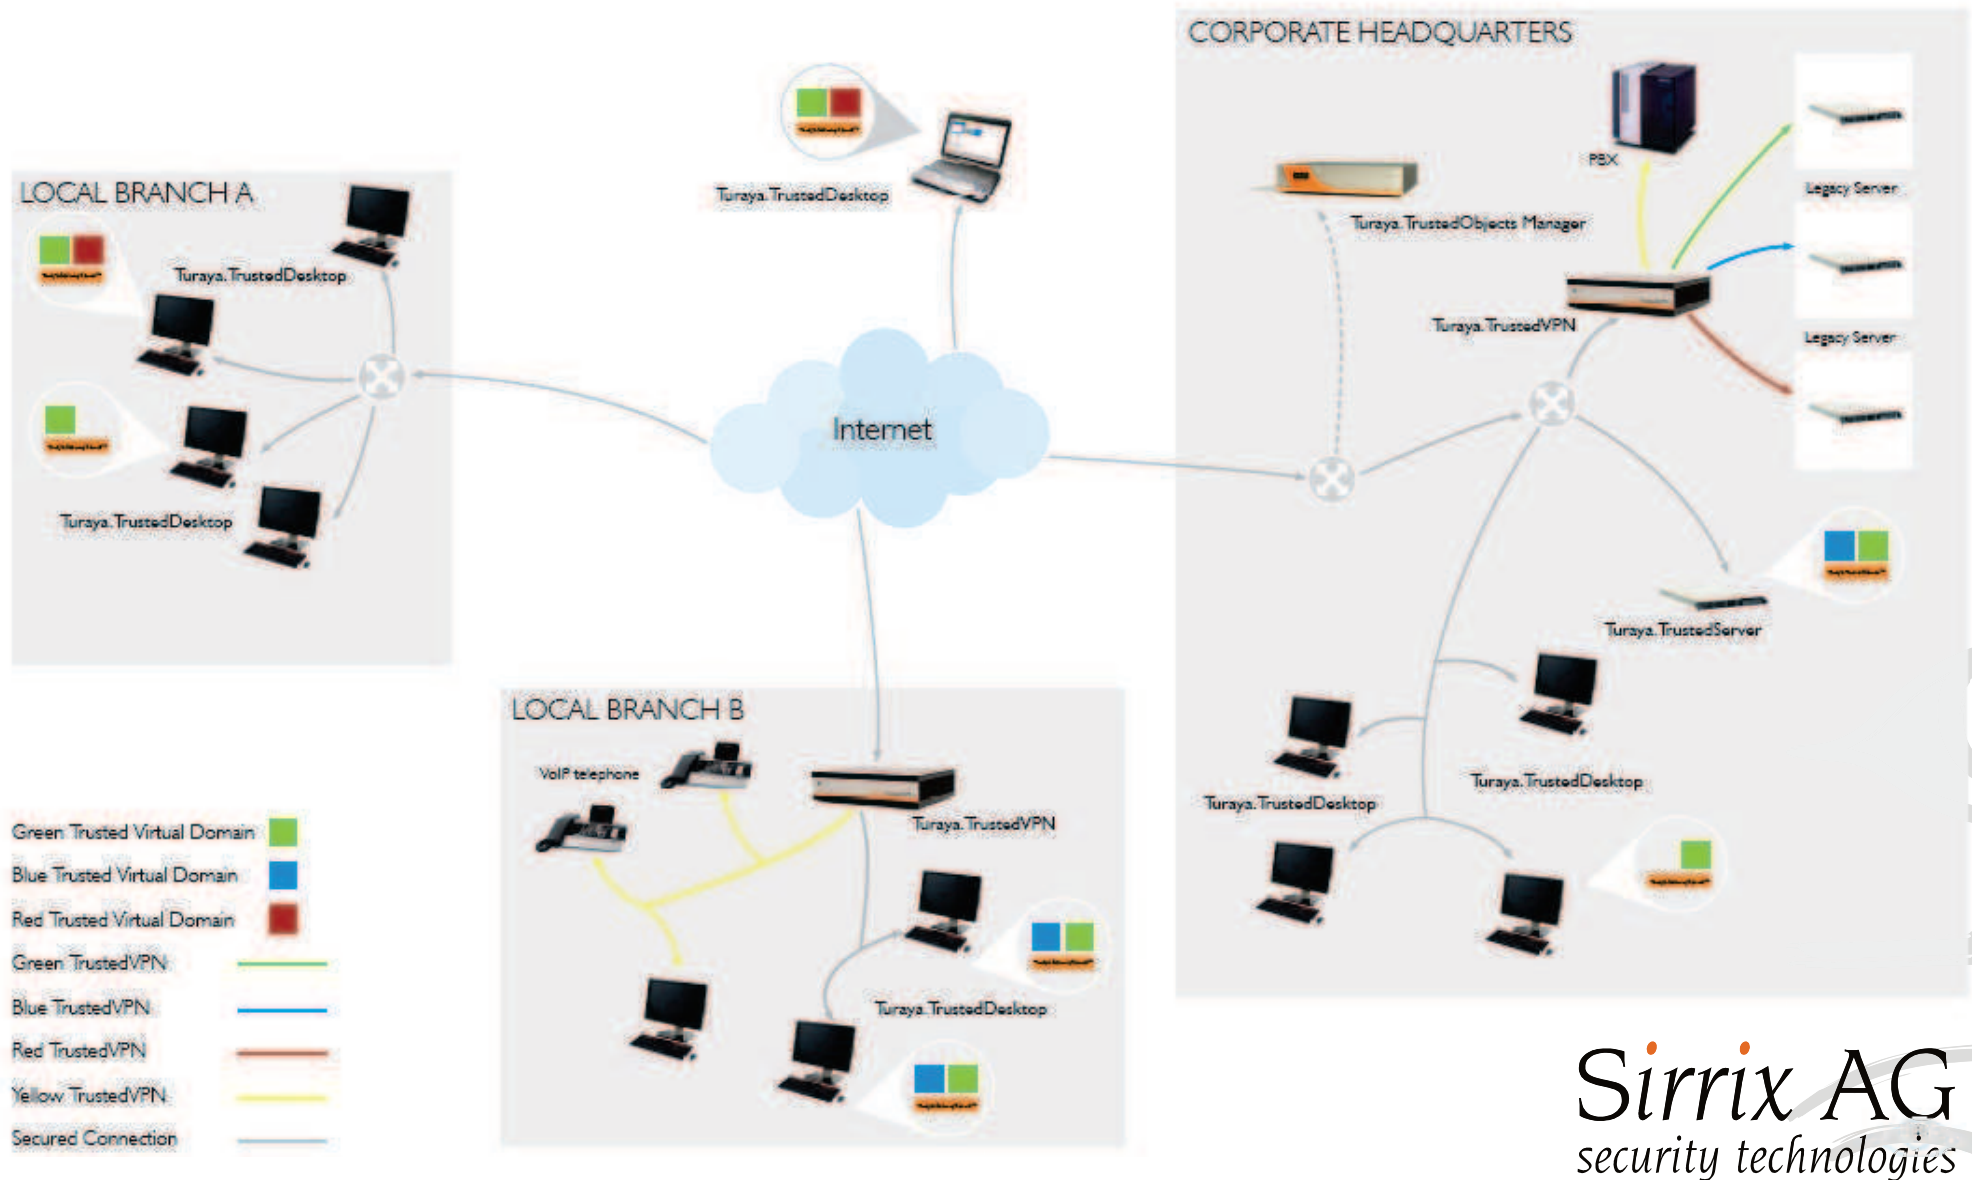 CORPORATE HEADQUARTERS
PBX
Legacy Server
Turaya.TrustedDesktop
Turaya.TrustedObjects Manager
LOCAL BRANCH A
Turaya.TrustedDesktop
Turaya.TrustedVPN
Legacy Server
Internet
Turaya.TrustedDesktop
Turaya.TrustedServer
LOCAL BRANCH B
VoIP telephone
Turaya.TrustedVPN
Turaya.TrustedDesktop
Turaya.TrustedDesktop
Turaya.TrustedDesktop
Green Trusted Virtual Domain
Blue Trusted Virtual Domain
Red Trusted Virtual Domain
Green TrustedVPN
Blue TrustedVPN
Red TrustedVPN
Yellow TrustedVPN
Secured Connection
Sirrix AG
security technologies